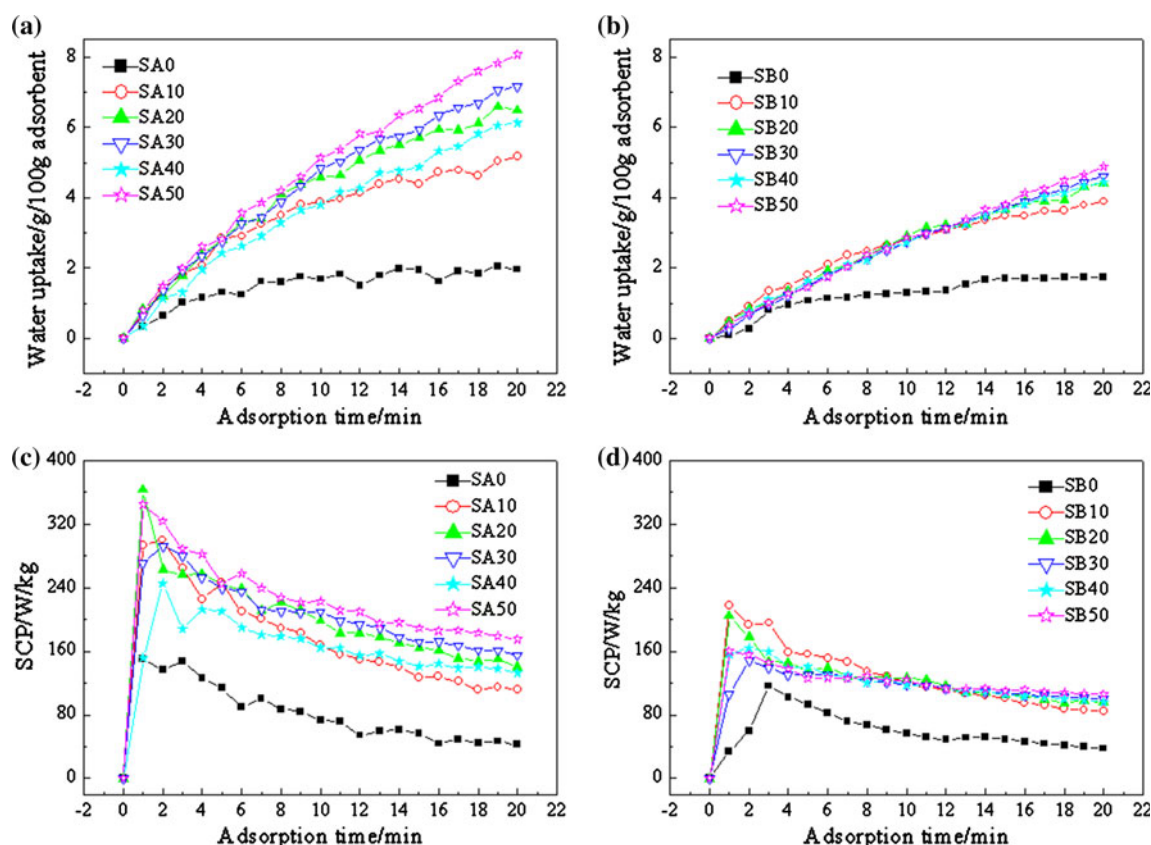 (a)
Water uptake/g/100g adsorbent
8
6
4
2
0
SA0
SA10
SA20
SA30
SA40
SA50
-2 0 2 4 6 8 10 12 14 16 18 20 22
Adsorption time/min
(b)
Water uptake/g/100g adsorbent
8
6
4
2
0
SB0
SB10
SB20
SB30
SB40
SB50
-2 0 2 4 6 8 10 12 14 16 18 20 22
Adsorption time/min
(c)
SCP/W/kg
400
320
240
160
80
0
SA0
SA10
SA20
SA30
SA40
SA50
-2 0 2 4 6 8 10 12 14 16 18 20 22
Adsorption time/min
(d)
SCP/W/kg
400
320
240
160
80
0
SB0
SB10
SB20
SB30
SB40
SB50
-2 0 2 4 6 8 10 12 14 16 18 20 22
Adsorption time/min